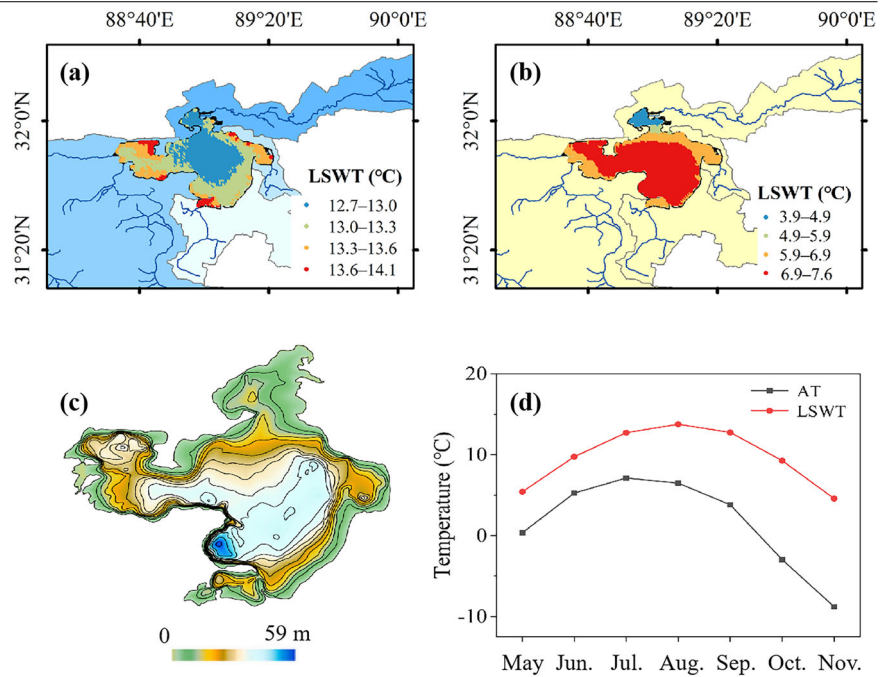 88°40'E 89°20'E 90°0'E
88°40'E 89°20'E 90°0'E
(a)
32°0'N
31°20'N
LSWT (℃)
12.7–13.0
13.0–13.3
13.3–13.6
13.6–14.1
(b)
32°0'N
31°20'N
LSWT (℃)
3.9–4.9
4.9–5.9
5.9–6.9
6.9–7.6
(c)
0 59 m
(d)
AT
LSWT
Temperature (℃)
20
10
0
-10
May Jun. Jul. Aug. Sep. Oct. Nov.